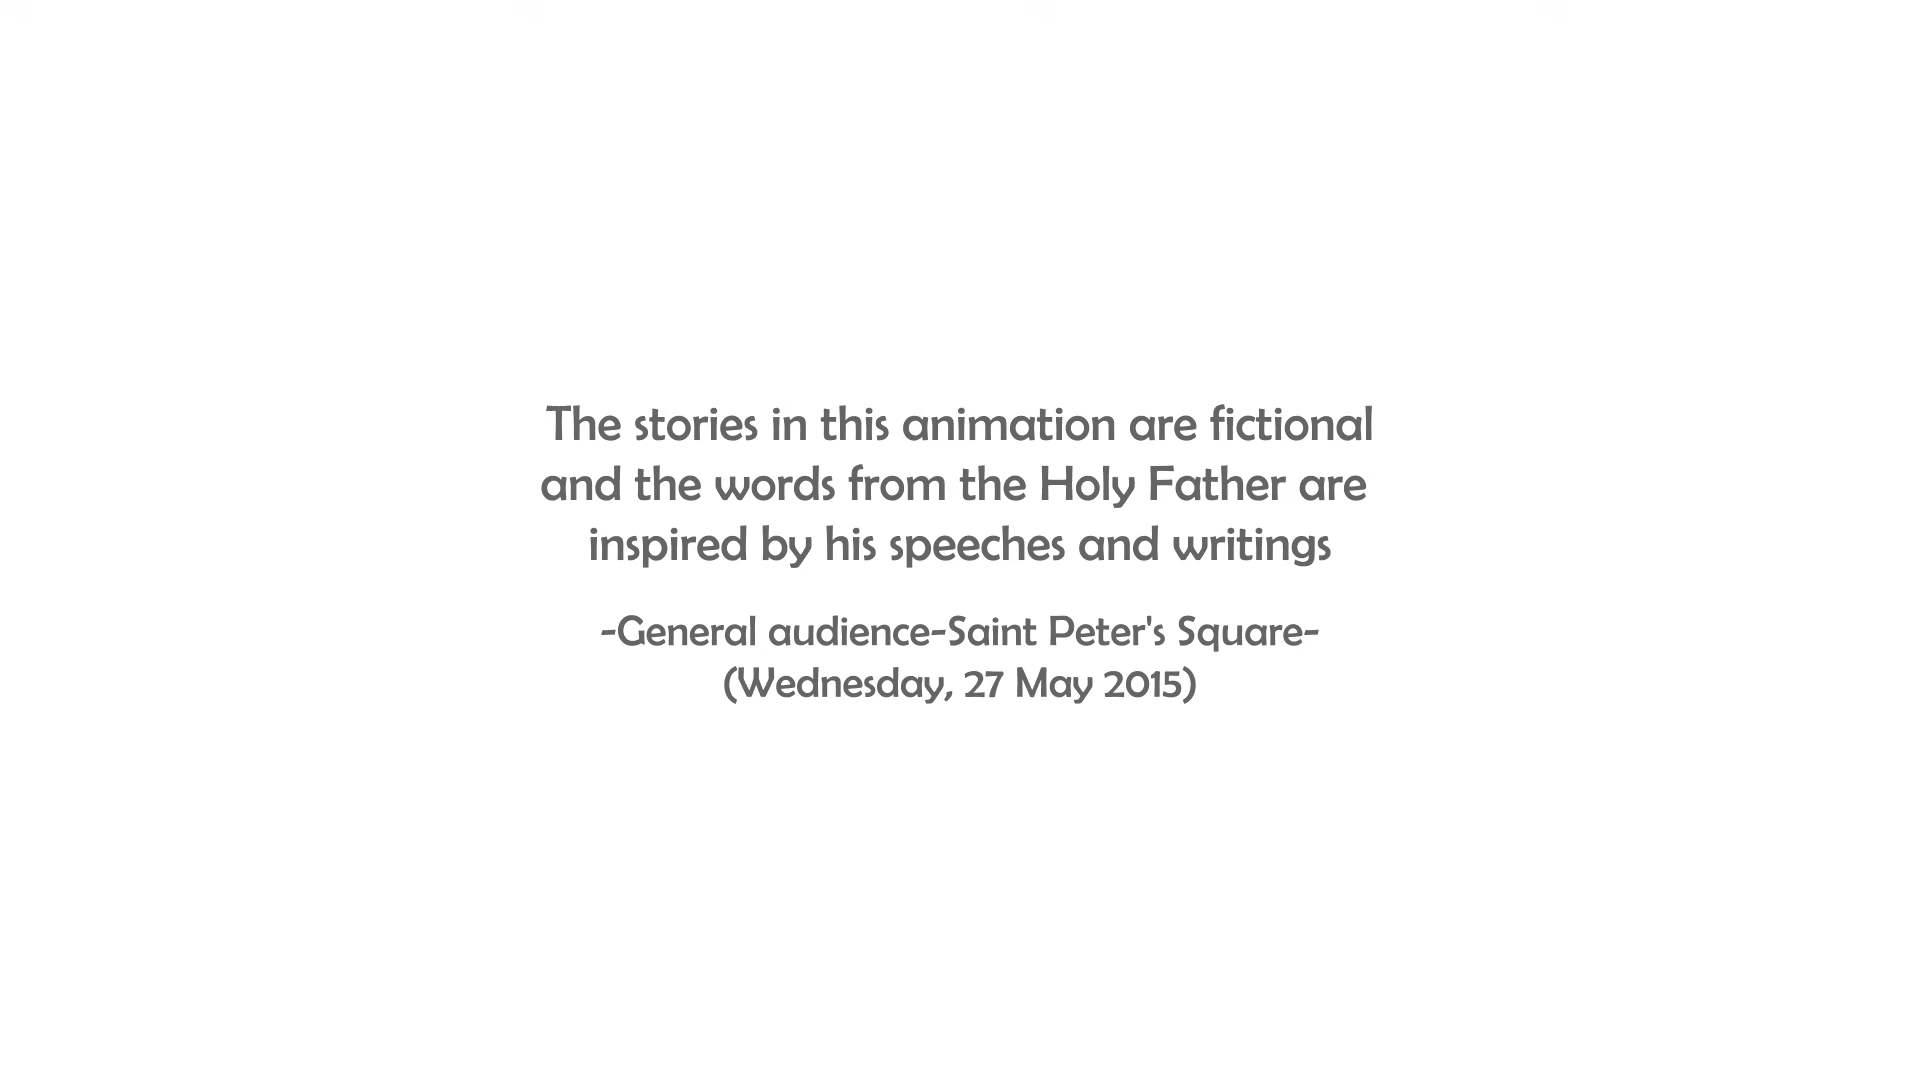 The stories in this animation are fictional
and the words from the Holy Father are
inspired by his speeches and writings
-General audience-Saint Peter's Square-
(Wednesday, 27 May 2015)